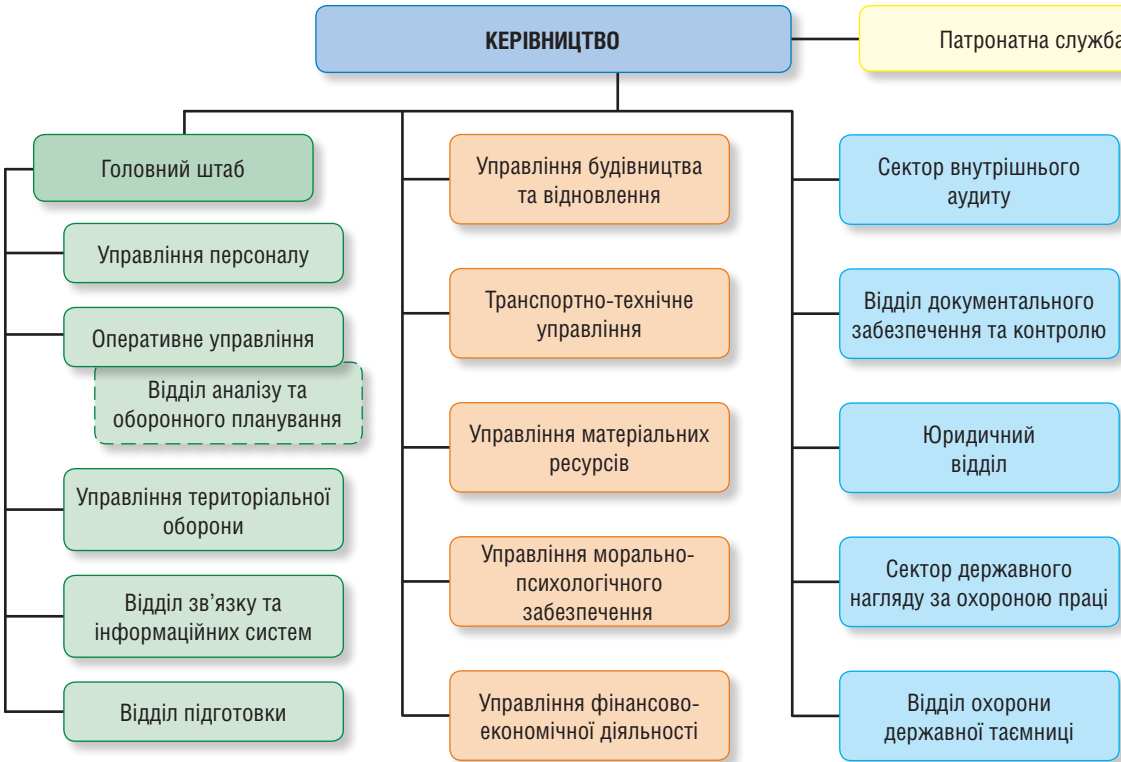 КЕРІВНИЦТВО
Патронатна служба
Головний штаб
Управління персоналу
Оперативне управління
Відділ аналізу та
оборонного планування
Управління територіальної
оборони
Відділ зв’язку та
інформаційних систем
Відділ підготовки
Управління будівництва
та відновлення
Транспортно-технічне
управління
Управління матеріальних
ресурсів
Управління морально-
психологічного
забезпечення
Управління фінансово-
економічної діяльності
Сектор внутрішнього
аудиту
Відділ документального
забезпечення та контролю
Юридичний
відділ
Сектор державного
нагляду за охороною праці
Відділ охорони
державної таємниці